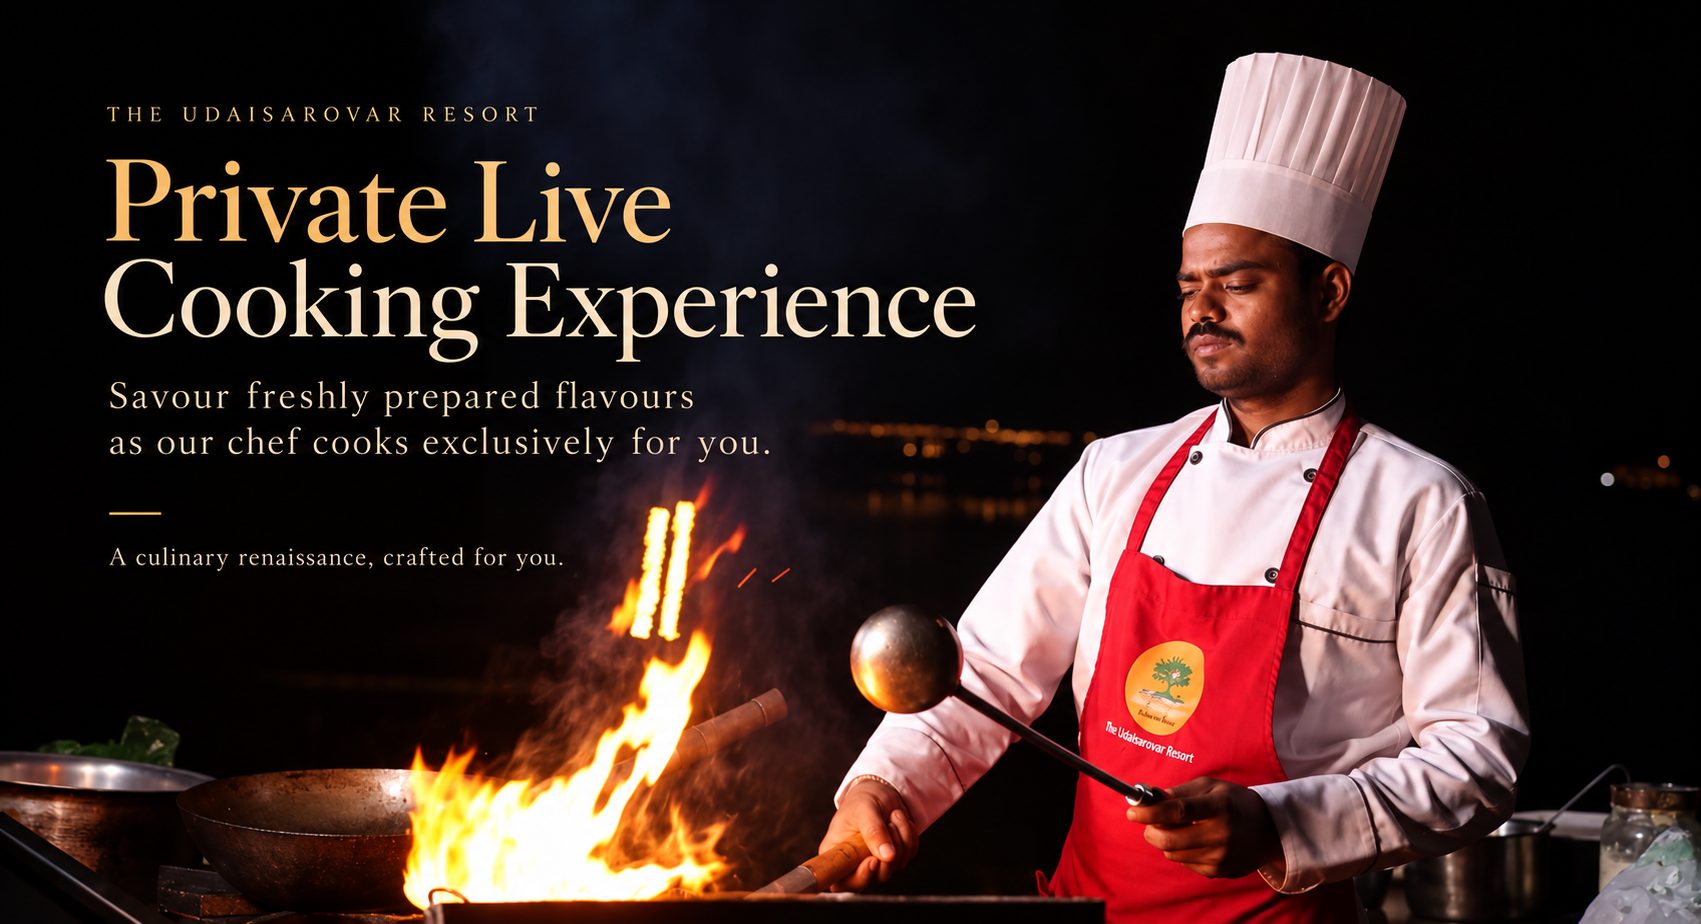 THE UDAISAROVAR RESORT
Private Live
Cooking Experience
Savour freshly prepared flavours
as our chef cooks exclusively for you.
A culinary renaissance, crafted for you.
The Udaisarovar Resort